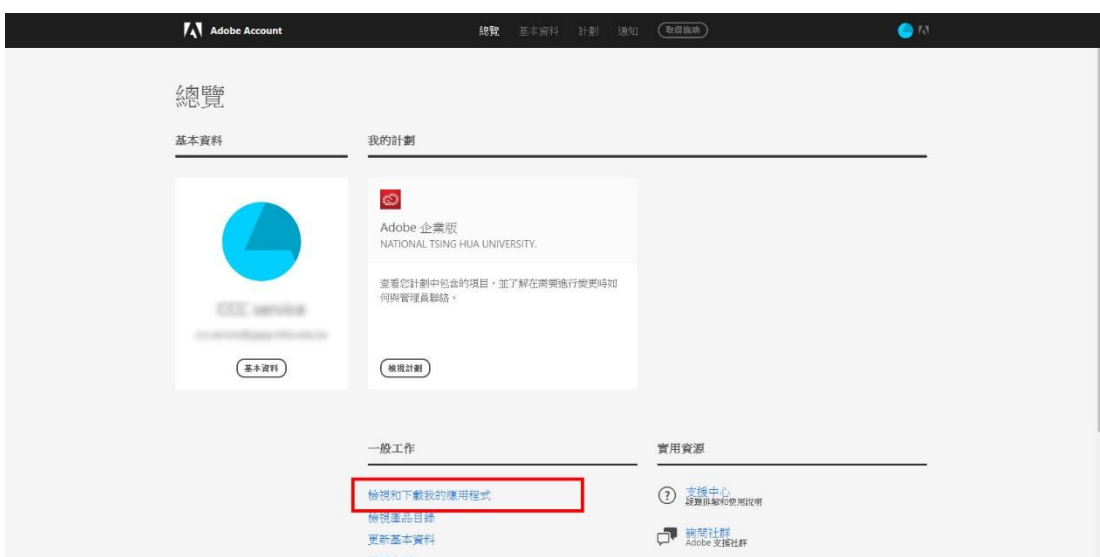 Adobe Account
總覽 基本資料 計劃 通知 取得協助
總覽
基本資料
我的計劃
Adobe 企業版
NATIONAL TSING HUA UNIVERSITY.
查看您計劃中包含的項目，並了解在需要進行變更時如
何與管理員聯絡。
基本資料
檢視計劃
一般工作
檢視和下載我的應用程式
檢視產品目錄
更新基本資料
實用資源
支援中心
疑難排解和使用說明
詢問社群
Adobe 支援社群